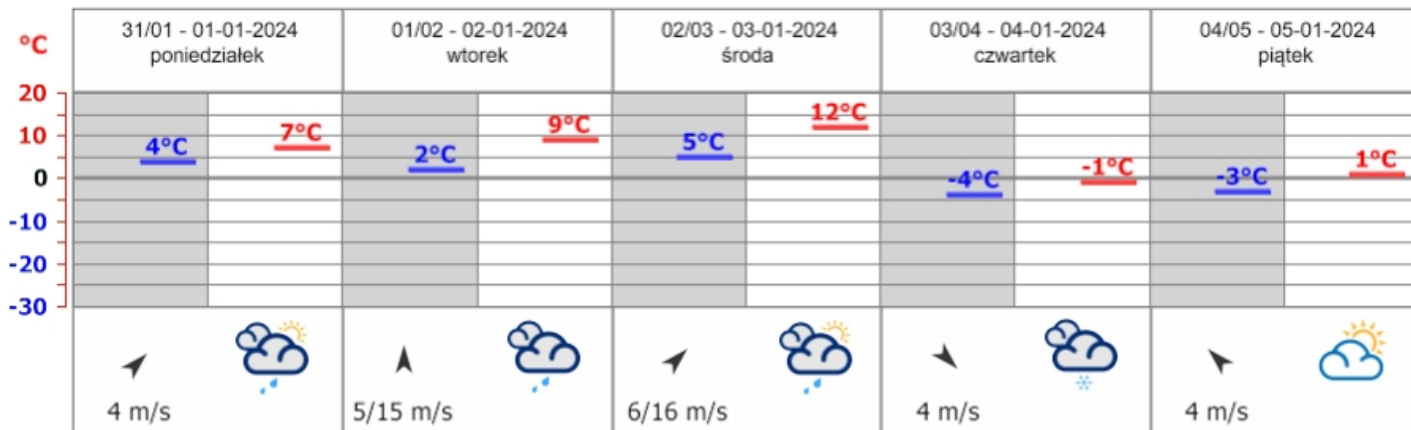 °C
31/01 - 01-01-2024
poniedziałek
01/02 - 02-01-2024
wtorek
02/03 - 03-01-2024
środa
03/04 - 04-01-2024
czwartek
04/05 - 05-01-2024
piątek
20
10
0
-10
-20
-30
4°C
7°C
2°C
9°C
5°C
12°C
-4°C
-1°C
-3°C
1°C
4 m/s
5/15 m/s
6/16 m/s
4 m/s
4 m/s